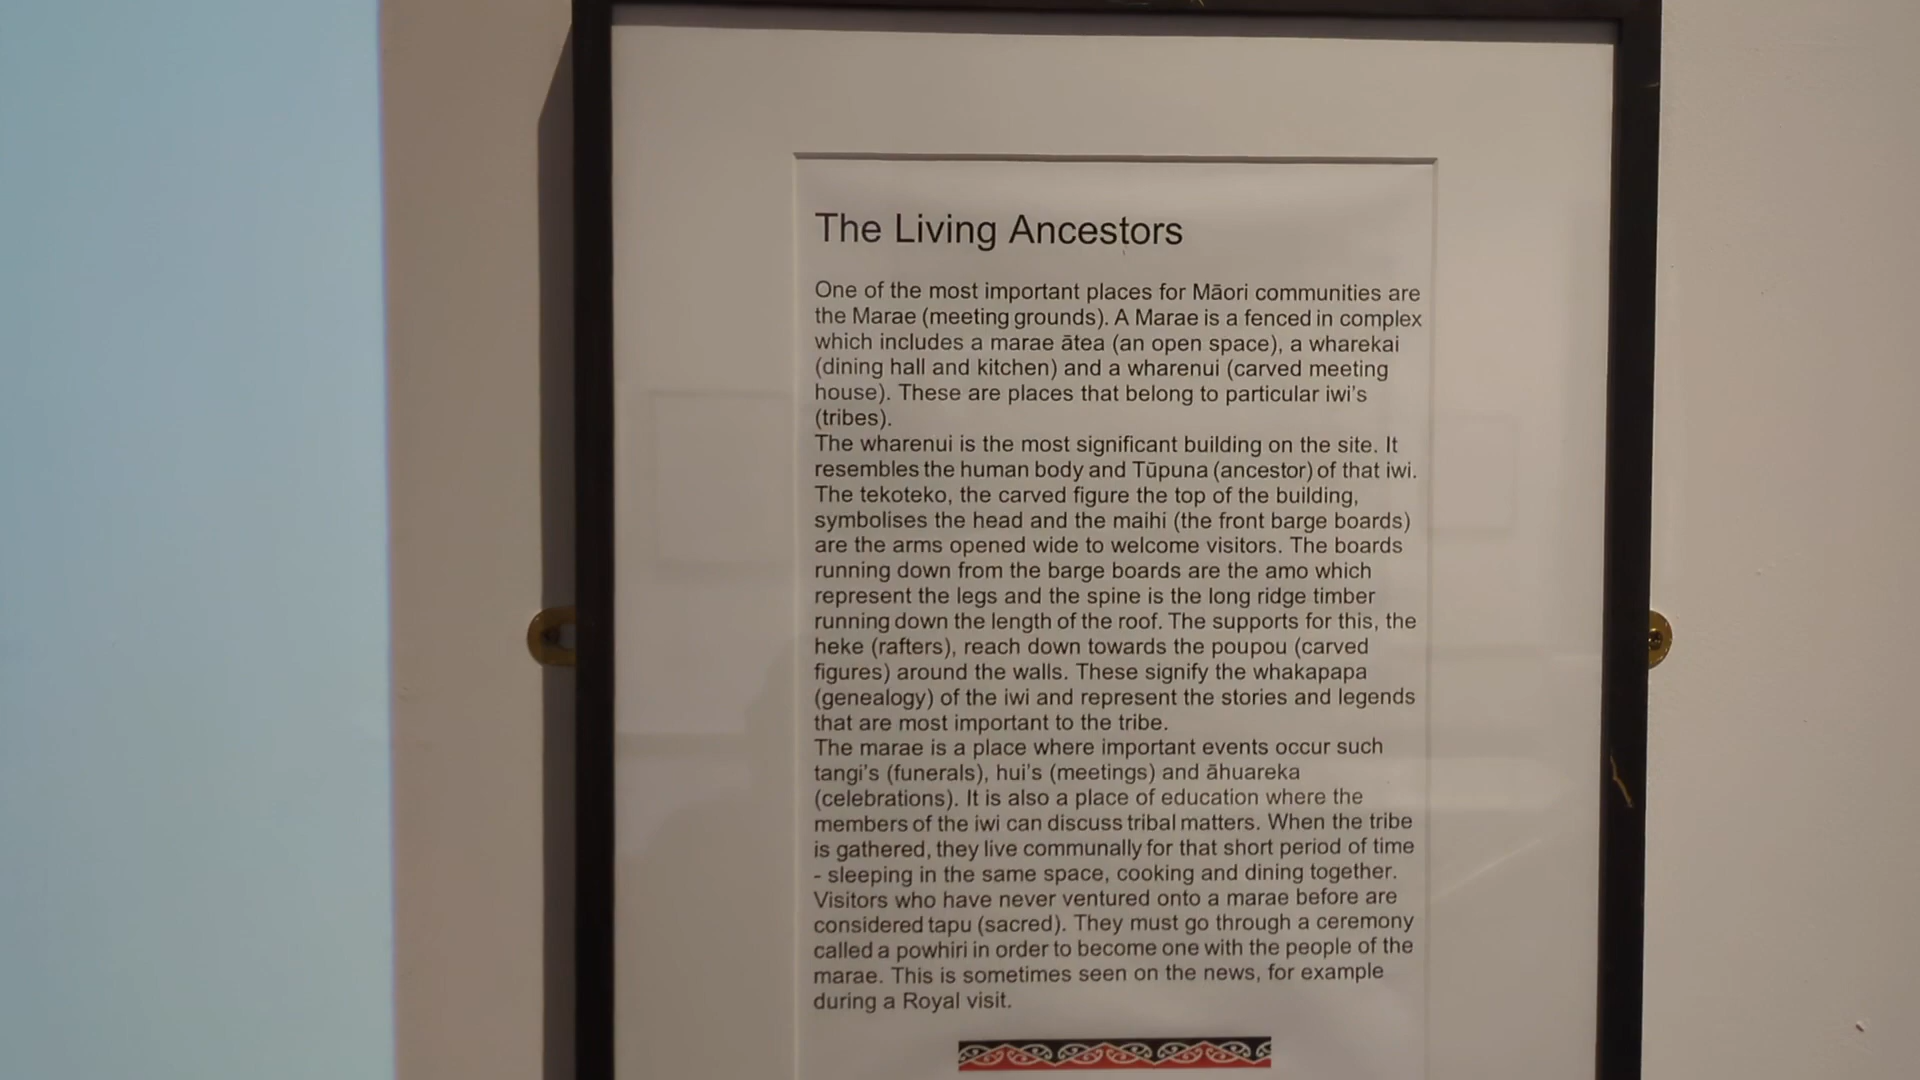 The Living Ancestors
One of the most important places for Māori communities are
the Marae (meeting grounds). A Marae is a fenced in complex
which includes a marae ātea (an open space), a wharekai
(dining hall and kitchen) and a wharenui (carved meeting
house). These are places that belong to particular iwi's
(tribes).
The wharenui is the most significant building on the site. It
resembles the human body and Tūpuna (ancestor) of that iwi.
The tekoteko, the carved figure the top of the building,
symbolises the head and the maihi (the front barge boards)
are the arms opened wide to welcome visitors. The boards
running down from the barge boards are the amo which
represent the legs and the spine is the long ridge timber
running down the length of the roof. The supports for this, the
heke (rafters), reach down towards the poupou (carved
figures) around the walls. These signify the whakapapa
(genealogy) of the iwi and represent the stories and legends
that are most important to the tribe.
The marae is a place where important events occur such
tangi's (funerals), hui's (meetings) and āhuareka
(celebrations). It is also a place of education where the
members of the iwi can discuss tribal matters. When the tribe
is gathered, they live communally for that short period of time
- sleeping in the same space, cooking and dining together.
Visitors who have never ventured onto a marae before are
considered tapu (sacred). They must go through a ceremony
called a powhiri in order to become one with the people of the
marae. This is sometimes seen on the news, for example
during a Royal visit.